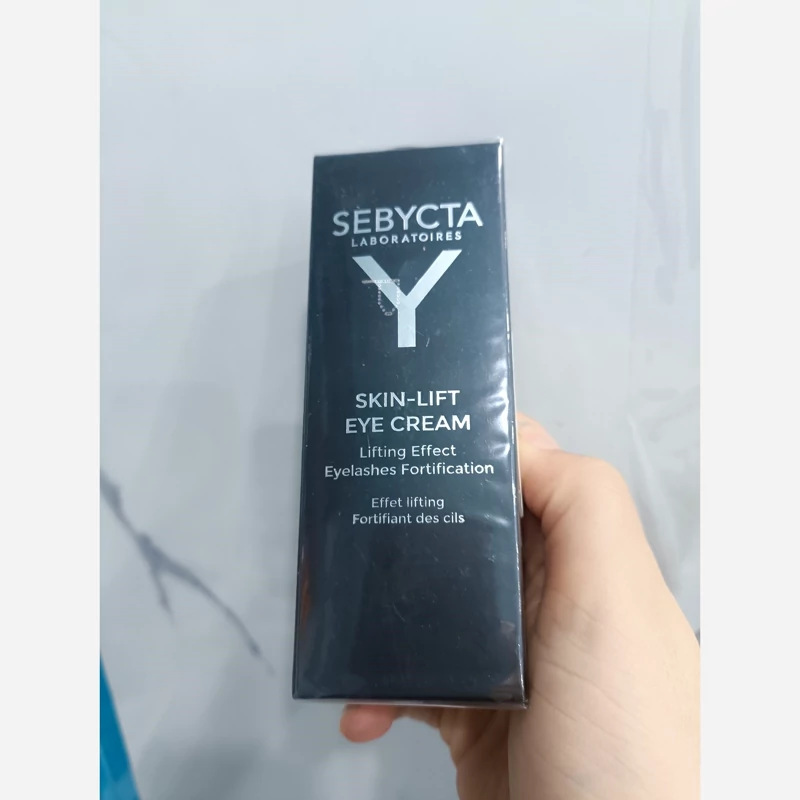 SEBYCTA
LABORATOIRES
Y
SKIN-LIFT
EYE CREAM
Lifting Effect
Eyelashes Fortification
Effet lifting
Fortifiant des cils